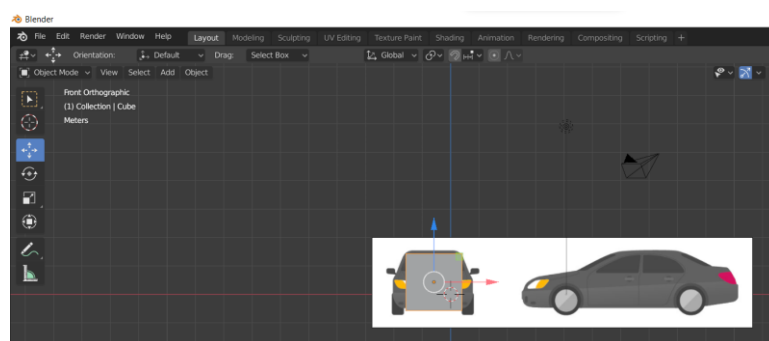 Blender
File Edit Render Window Help Layout Modeling Sculpting UV Editing Texture Paint Shading Animation Rendering Compositing Scripting +
Orientation: Default Drag: Select Box Global
Object Mode View Select Add Object
Front Orthographic
(1) Collection | Cube
Meters